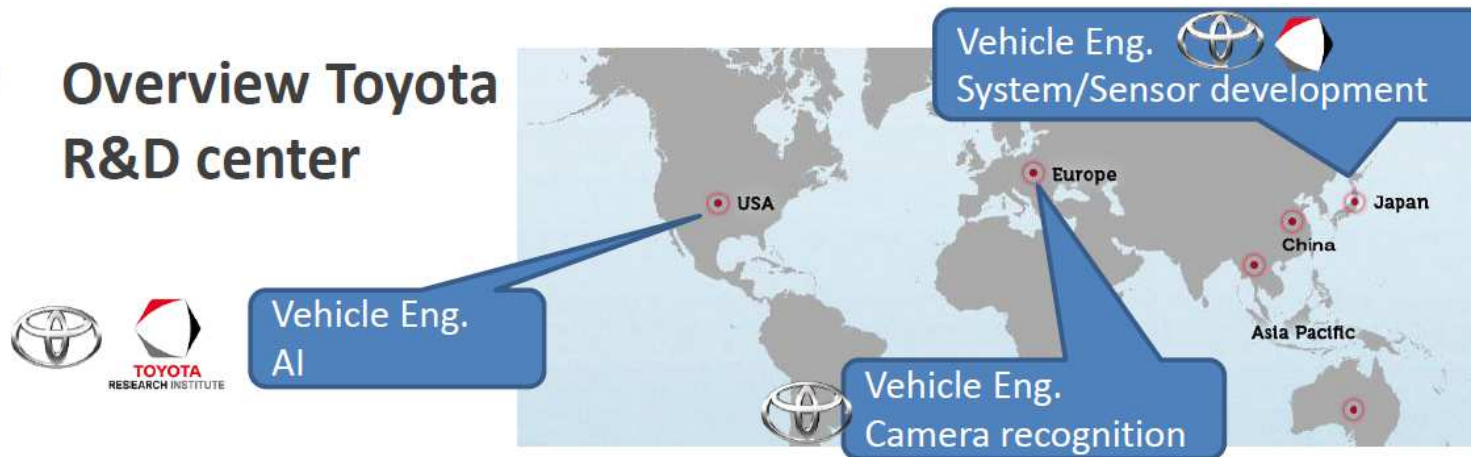 Overview Toyota
R&D center
Vehicle Eng.
System/Sensor development
USA
Europe
Japan
China
Asia Pacific
Vehicle Eng.
AI
TOYOTA
RESEARCH INSTITUTE
Vehicle Eng.
Camera recognition